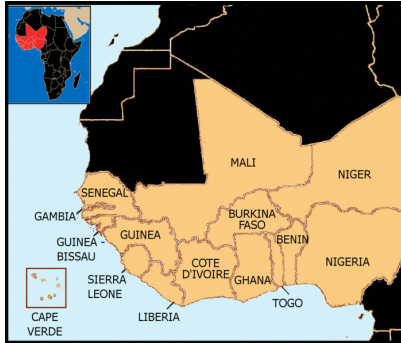 MALI
NIGER
SENEGAL
GAMBIA
BURKINA
FASO
GUINEA
BENIN
GUINEA
BISSAU
COTE
D'IVOIRE
NIGERIA
SIERRA
LEONE
GHANA
TOGO
LIBERIA
CAPE
VERDE